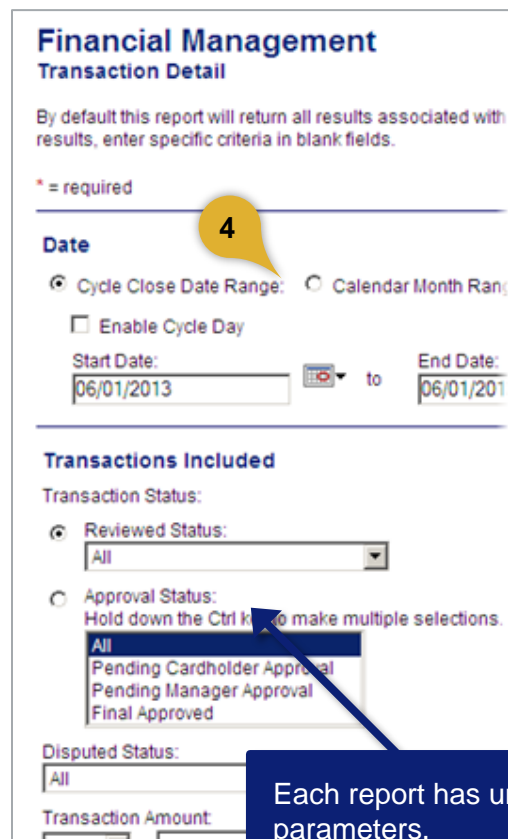 Financial Management
Transaction Detail
By default this report will return all results associated with
results, enter specific criteria in blank fields.
* = required
4
Date
Cycle Close Date Range: Calendar Month Rang
Enable Cycle Day
Start Date: End Date:
06/01/2013 to 06/01/201
Transactions Included
Transaction Status:
Reviewed Status:
All
Approval Status:
Hold down the Ctrl to make multiple selections.
All
Pending Cardholder Approval
Pending Manager Approval
Final Approved
Disputed Status:
All
Transaction Amount:
Each report has
parameters.